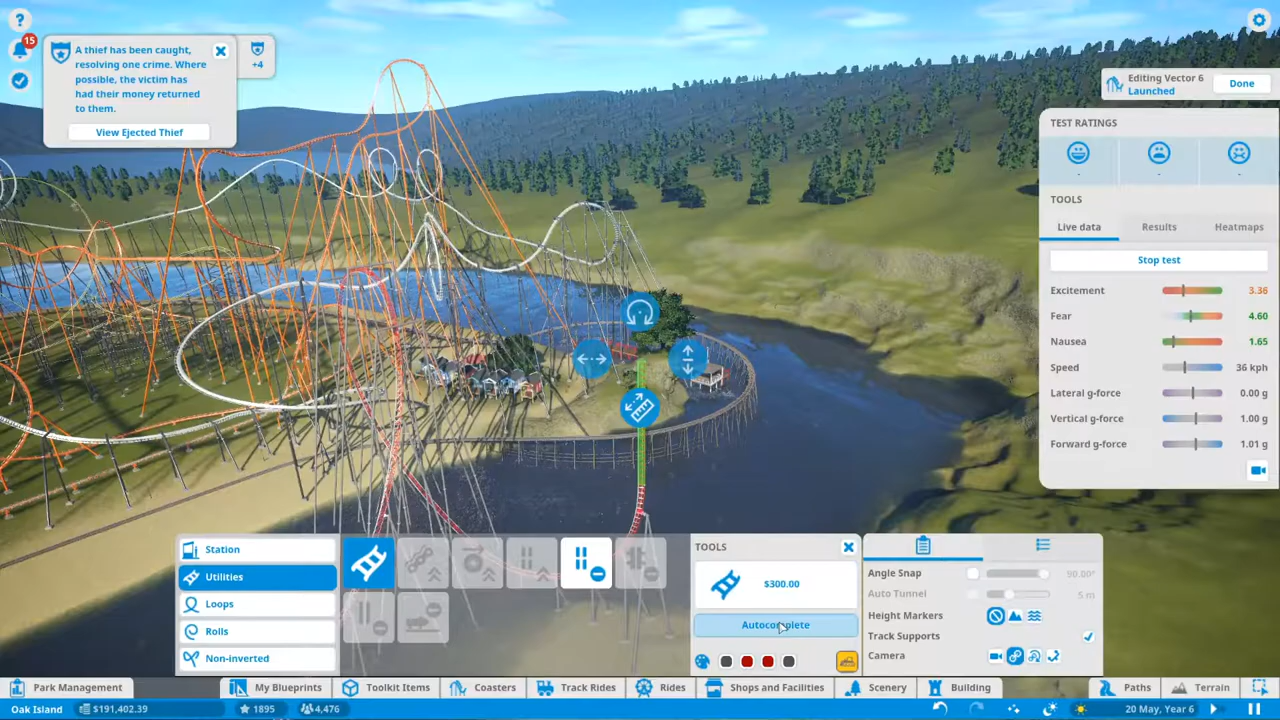 ?
15
A thief has been caught,
resolving one crime. Where
possible, the victim has
had their money returned
to them.
View Ejected Thief
+4
Editing Vector 6
Launched
Done
TEST RATINGS
-
-
-
TOOLS
Live data
Results
Heatmaps
Stop test
Excitement 3.36
Fear 4.60
Nausea 1.65
Speed 36 kph
Lateral g-force 0.00 g
Vertical g-force 1.00 g
Forward g-force 1.01 g
Station
Utilities
Loops
Rolls
Non-inverted
TOOLS
$300.00
Autocomplete
Angle Snap 90.00°
Auto Tunnel 5 m
Height Markers
Track Supports
Camera
Park Management
My Blueprints
Toolkit Items
Coasters
Track Rides
Rides
Shops and Facilities
Scenery
Building
Paths
Terrain
Oak Island
$191,402.39
1895
4,476
20 May, Year 6